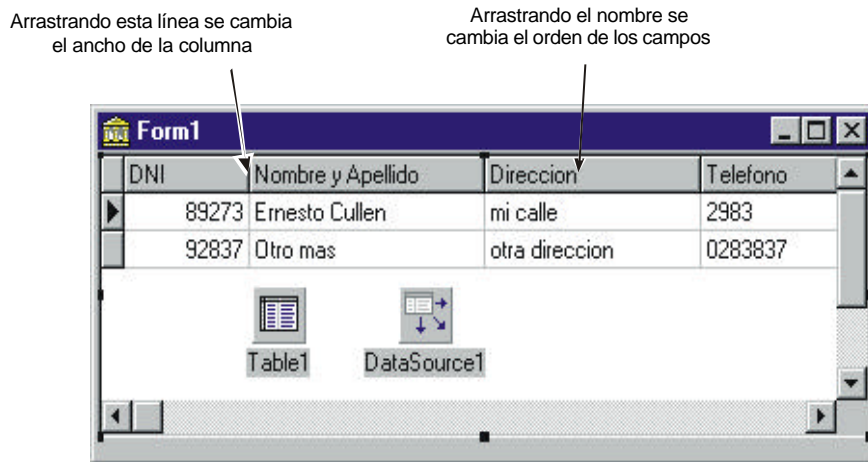 Arrastrando esta línea se cambia
el ancho de la columna
Arrastrando el nombre se
cambia el orden de los campos
Form1
DNI Nombre y Apellido Direccion Telefono
89273 Ernesto Cullen mi calle 2983
92837 Otro mas otra direccion 0283837
Table1 DataSource1